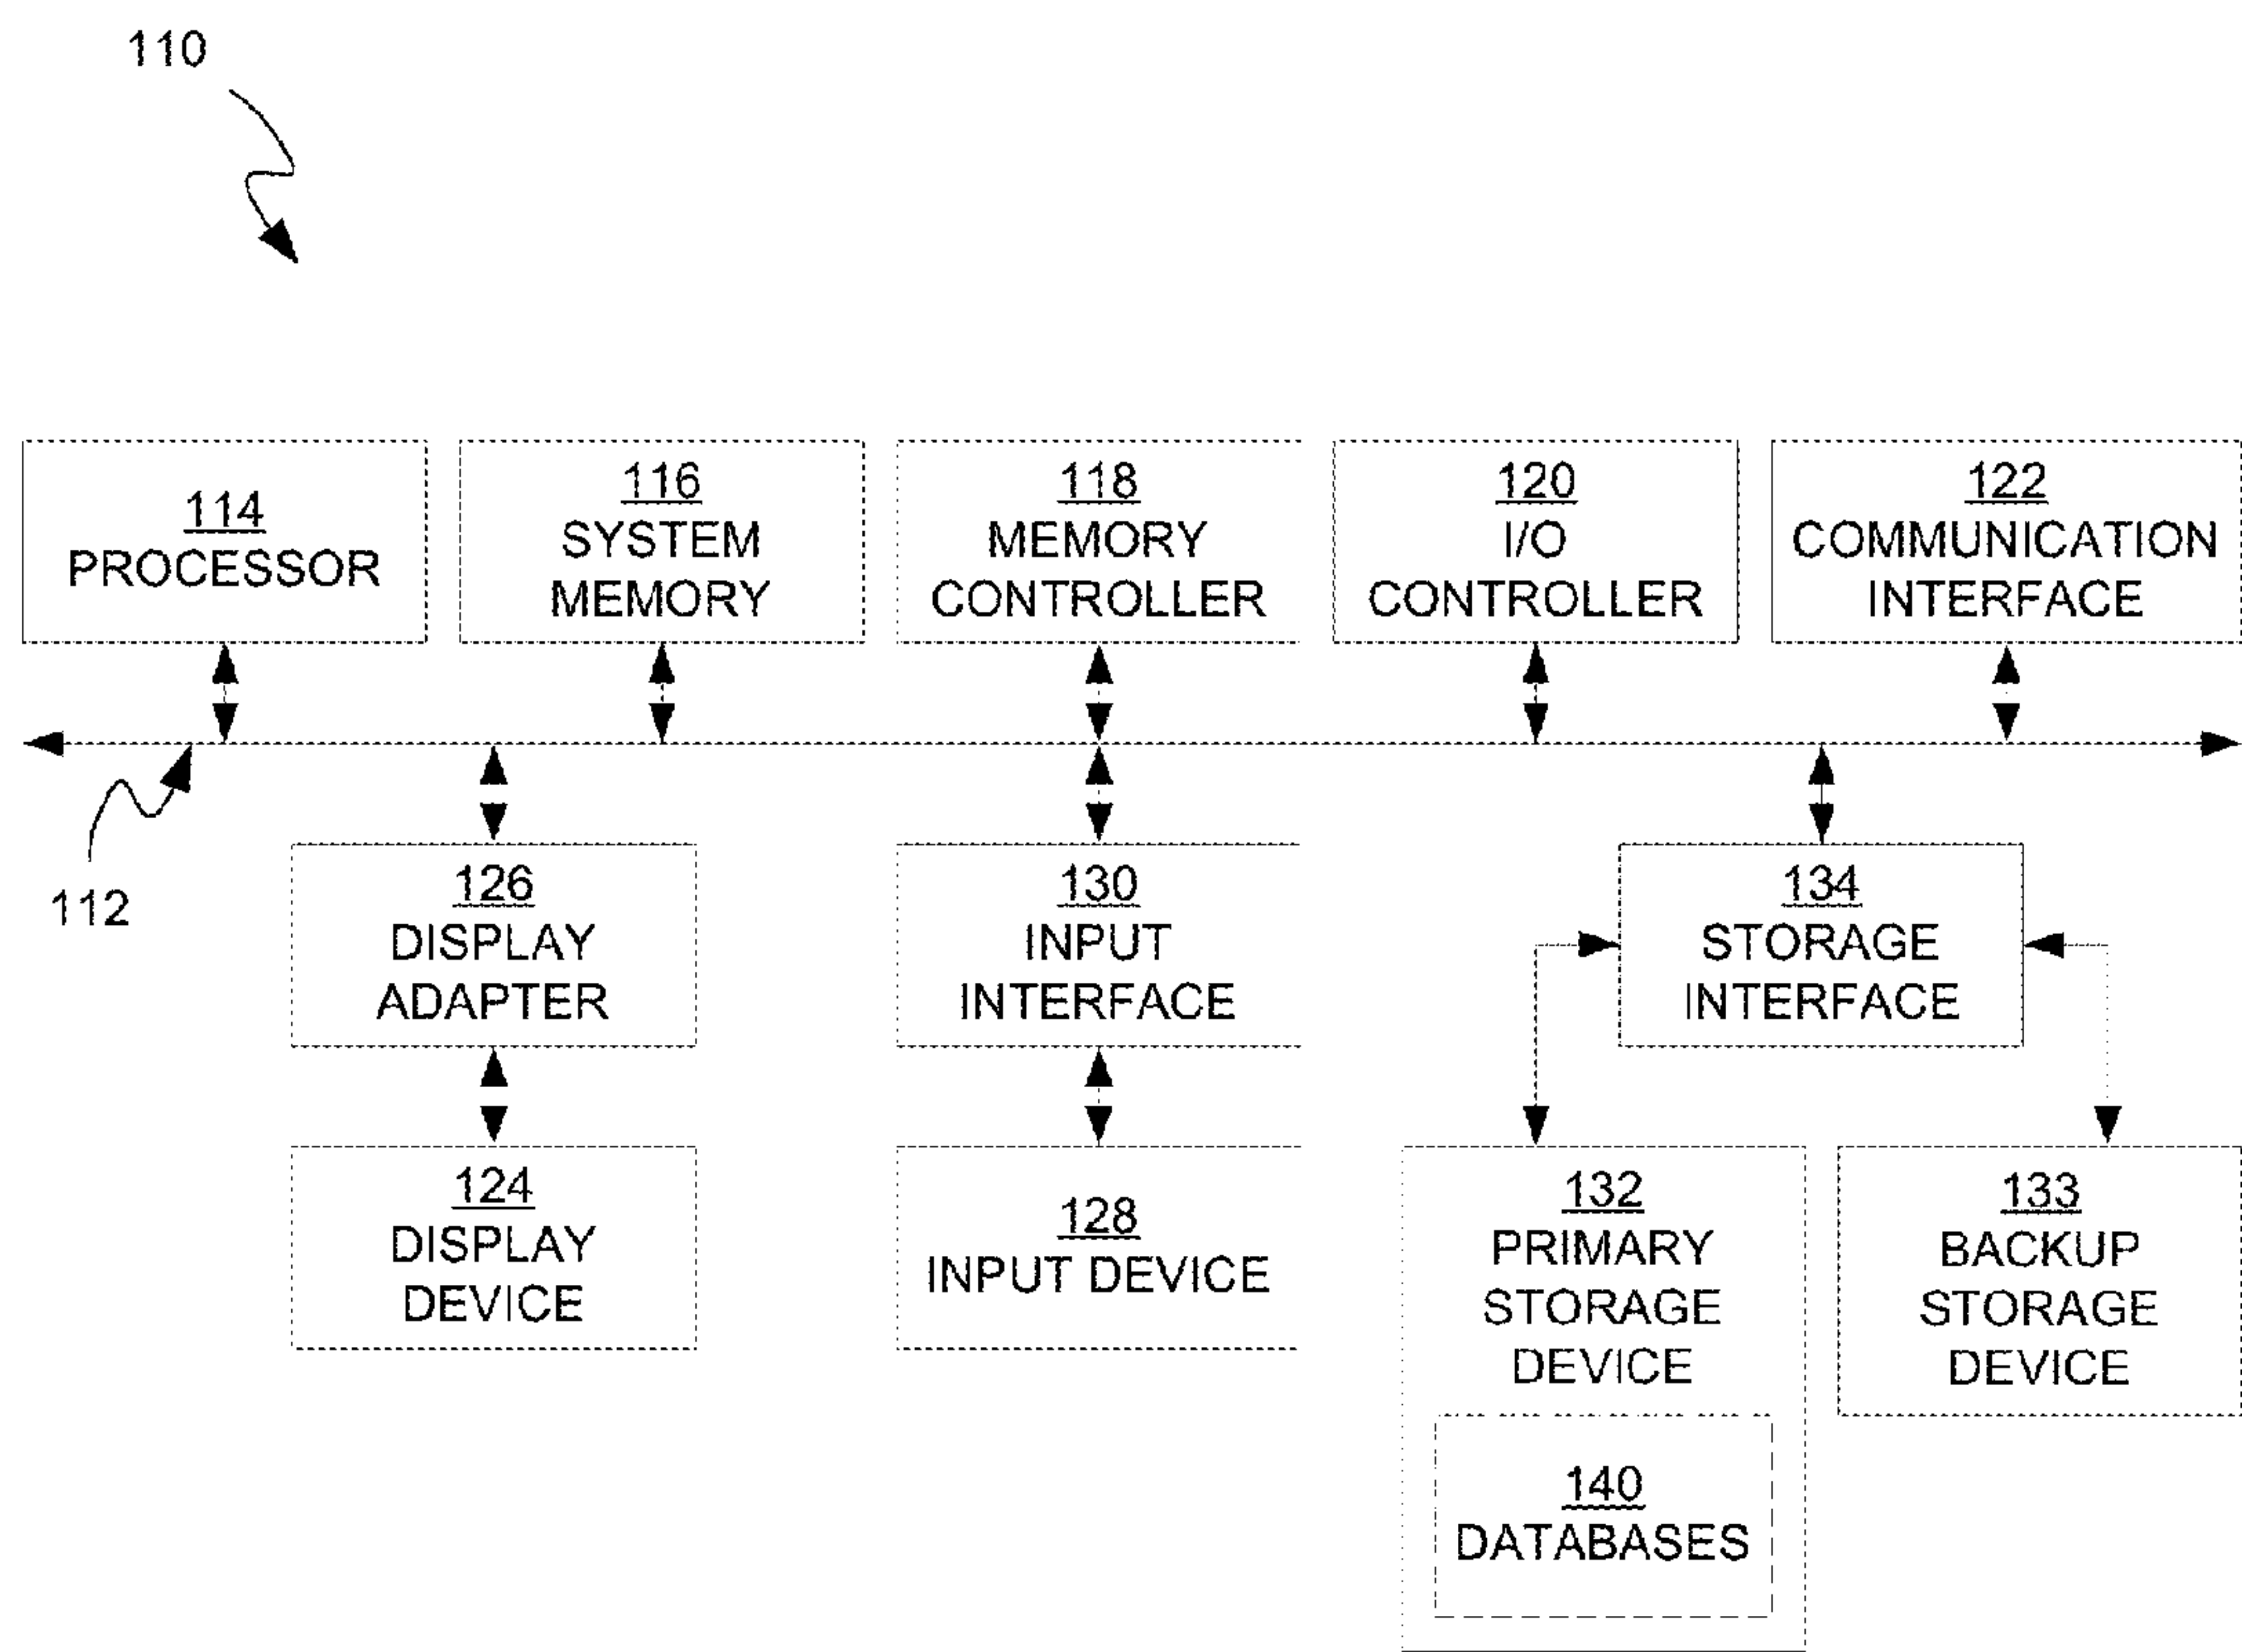 110
114
PROCESSOR
116
SYSTEM
MEMORY
118
MEMORY
CONTROLLER
120
I/O
CONTROLLER
122
COMMUNICATION
INTERFACE
112
126
DISPLAY
ADAPTER
130
INPUT
INTERFACE
134
STORAGE
INTERFACE
124
DISPLAY
DEVICE
128
INPUT DEVICE
132
PRIMARY
STORAGE
DEVICE
140
DATABASES
133
BACKUP
STORAGE
DEVICE